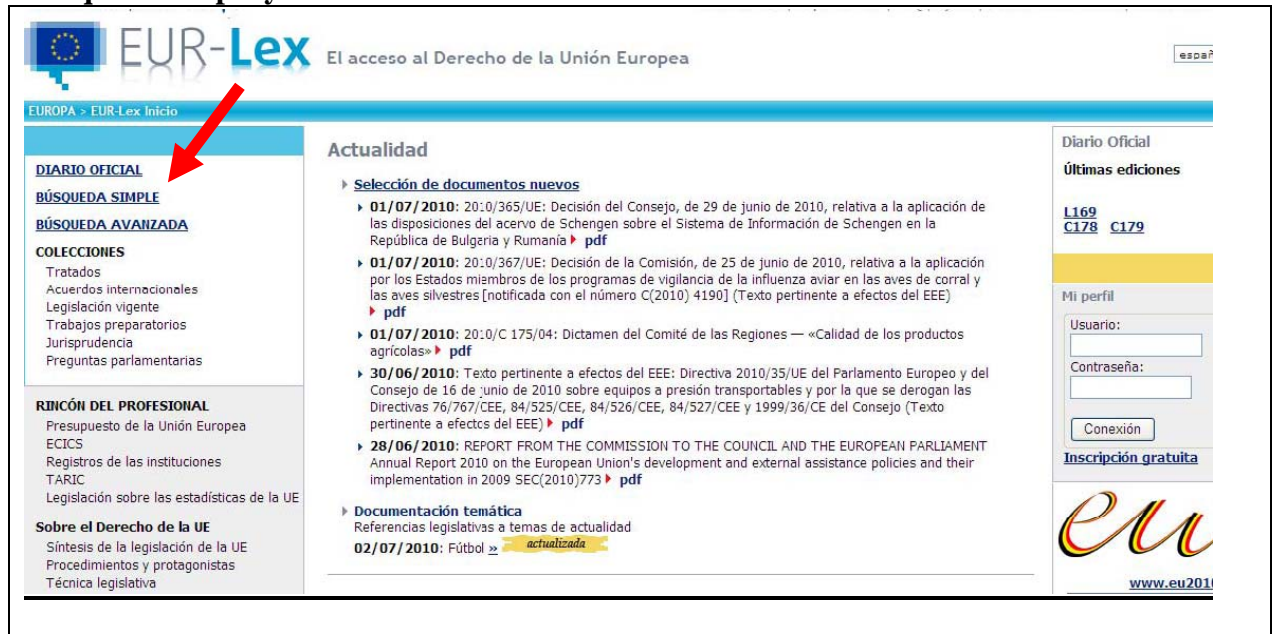 EUR-Lex El acceso al Derecho de la Unión Europea
EUROPA > EUR-Lex Inicio
DIARIO OFICIAL
BÚSQUEDA SIMPLE
BÚSQUEDA AVANZADA
COLECCIONES
Tratados
Acuerdos internacionales
Legislación vigente
Trabajos preparatorios
Jurisprudencia
Preguntas parlamentarias
RINCÓN DEL PROFESIONAL
Presupuesto de la Unión Europea
ECICS
Registros de las instituciones
TARIC
Legislación sobre las estadísticas de la UE
Sobre el Derecho de la UE
Síntesis de la legislación de la UE
Procedimientos y protagonistas
Técnica legislativa
Actualidad
Selección de documentos nuevos
01/07/2010: 2010/365/UE: Decisión del Consejo, de 29 de junio de 2010, relativa a la aplicación de
las disposiciones del acervo de Schengen sobre el Sistema de Información de Schengen en la
República de Bulgaria y Rumanía pdf
01/07/2010: 2010/367/UE: Decisión de la Comisión, de 25 de junio de 2010, relativa a la aplicación
por los Estados miembros de los programas de vigilancia de la influenza aviar en las aves de corral y
las aves silvestres [notificada con el número C(2010) 4190] (Texto pertinente a efectos del EEE)
pdf
01/07/2010: 2010/C 175/04: Dictamen del Comité de las Regiones — «Calidad de los productos
agrícolas» pdf
30/06/2010: Texto pertinente a efectos del EEE: Directiva 2010/35/UE del Parlamento Europeo y del
Consejo de 16 de junio de 2010 sobre equipos a presión transportables y por la que se derogan las
Directivas 76/767/CEE, 84/525/CEE, 84/526/CEE, 84/527/CEE y 1999/36/CE del Consejo (Texto
pertinente a efectos del EEE) pdf
28/06/2010: REPORT FROM THE COMMISSION TO THE COUNCIL AND THE EUROPEAN PARLIAMENT
Annual Report 2010 on the European Union's development and external assistance policies and their
implementation in 2009 SEC(2010)773 pdf
Documentación temática
Referencias legislativas a temas de actualidad
02/07/2010: Fútbol » actualizada
Diario Oficial
Últimas ediciones
L169
C178 C179
Mi perfil
Usuario:
Contraseña:
Conexión
Inscripción gratuita
eu
www.eu201